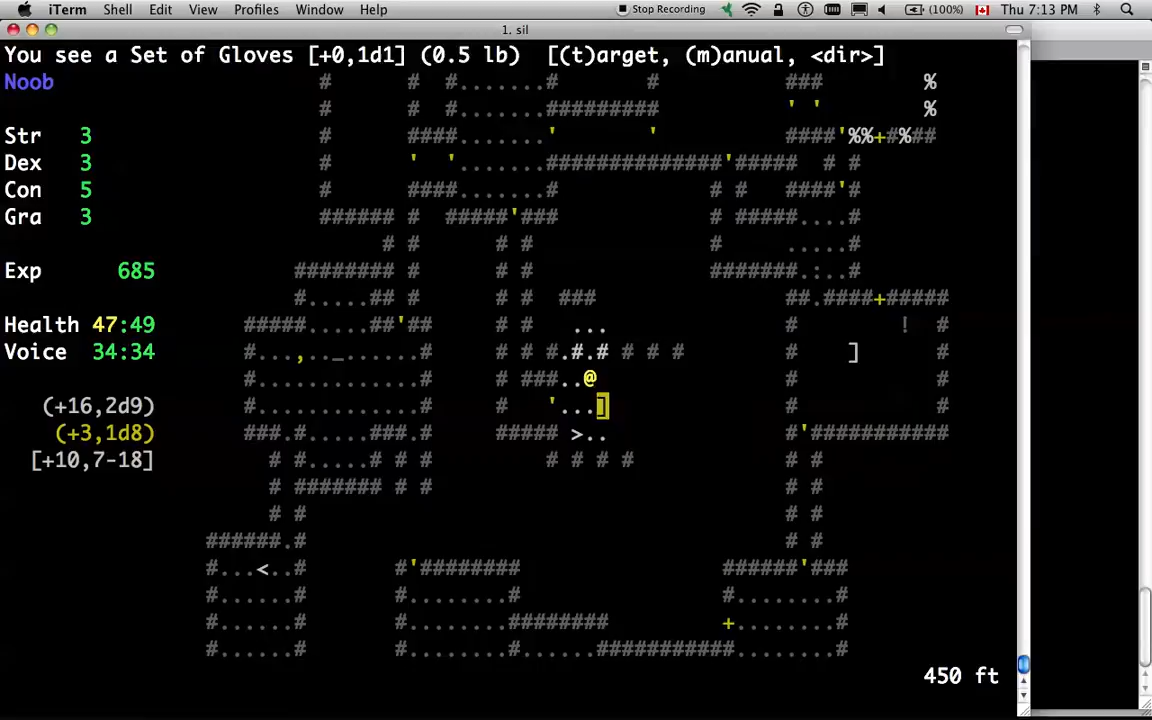 iTerm Shell Edit View Profiles Window Help Stop Recording (100%) Thu Apr 10 7:13 PM
1. sil
You see a Set of Gloves [+0,1d1] (0.5 lb) [(t)arget, (m)anual, <dir>]
Noob # # #.......# # ### %
# # #.......######### ' ' %
Str 3 # ####.......' ' ####'%%+#%##
Dex 3 # ' '.......##############'##### # #
Con 5 # ####.......# # # ####'#
Gra 3 ###### # #####'### # #####....#
# # # # # .....#
Exp 685 ######## # # # #######.:..#
#.....## # # # ### ##.####+#####
Health 47:49 #####.....##'## # # ... # ! #
Voice 34:34 #...,.._......# # # #.#.# # # # # ] #
#.............# # ###..@ # #
(+16,2d9) #.............# # '...] # #
(+3,1d8) ###.#.....###.# ##### >.. #'###########
[+10,7-18] # #.....# # # # # # # # #
# ####### # # # #
# # # #
######.# # #
#...<..# #'######## ######'###
#......# #........# #........#
#......# #........######## +........#
#......# #........#......###########........#
450 ft